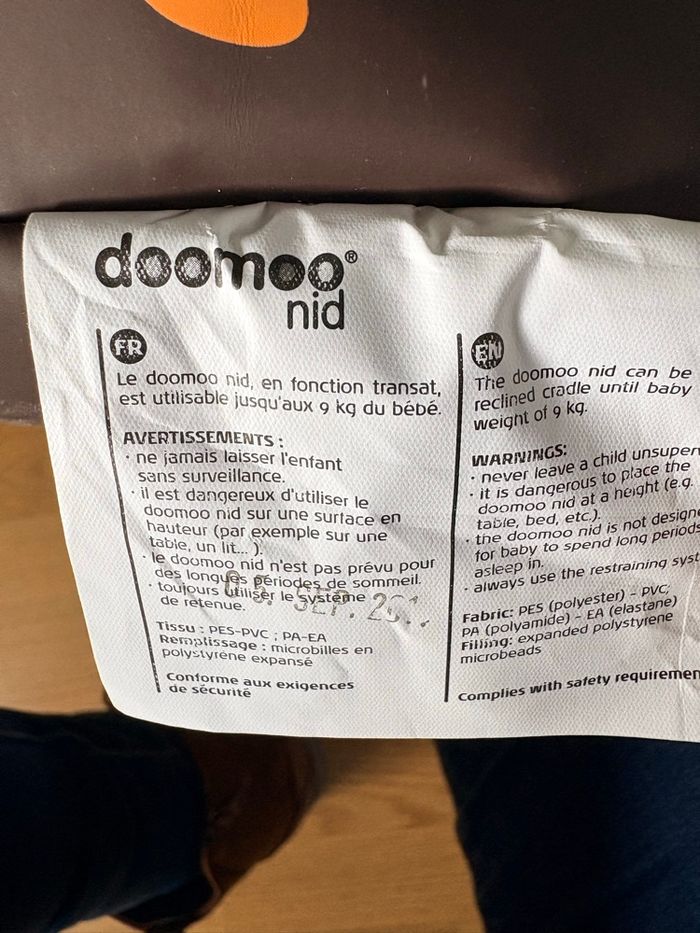 doomoo®
nid
FR
Le doomoo nid, en fonction transat,
est utilisable jusqu'aux 9 kg du bébé.
AVERTISSEMENTS :
· ne jamais laisser l'enfant
sans surveillance.
· il est dangereux d'utiliser le
doomoo nid sur une surface en
hauteur (par exemple sur une
table, un lit... ).
· le doomoo nid n'est pas prévu pour
des longues périodes de sommeil.
· toujours utiliser le système
de retenue.
SEP.
Tissu : PES-PVC ; PA-EA
Remplissage : microbilles en
polystyrène expansé
Conforme aux exigences
de sécurité
EN
The doomoo nid can be
reclined cradle until baby
weight of 9 kg.
WARNINGS:
· never leave a child unsuper
· it is dangerous to place the
doomoo nid at a height (e.g.
table, bed, etc.).
· the doomoo nid is not designe
for baby to spend long periods
asleep in.
· always use the restraining syst
Fabric: PES (polyester) - PVC;
PA (polyamide) - EA (elastane)
Filling: expanded polystyrene
microbeads
Complies with safety requiremen